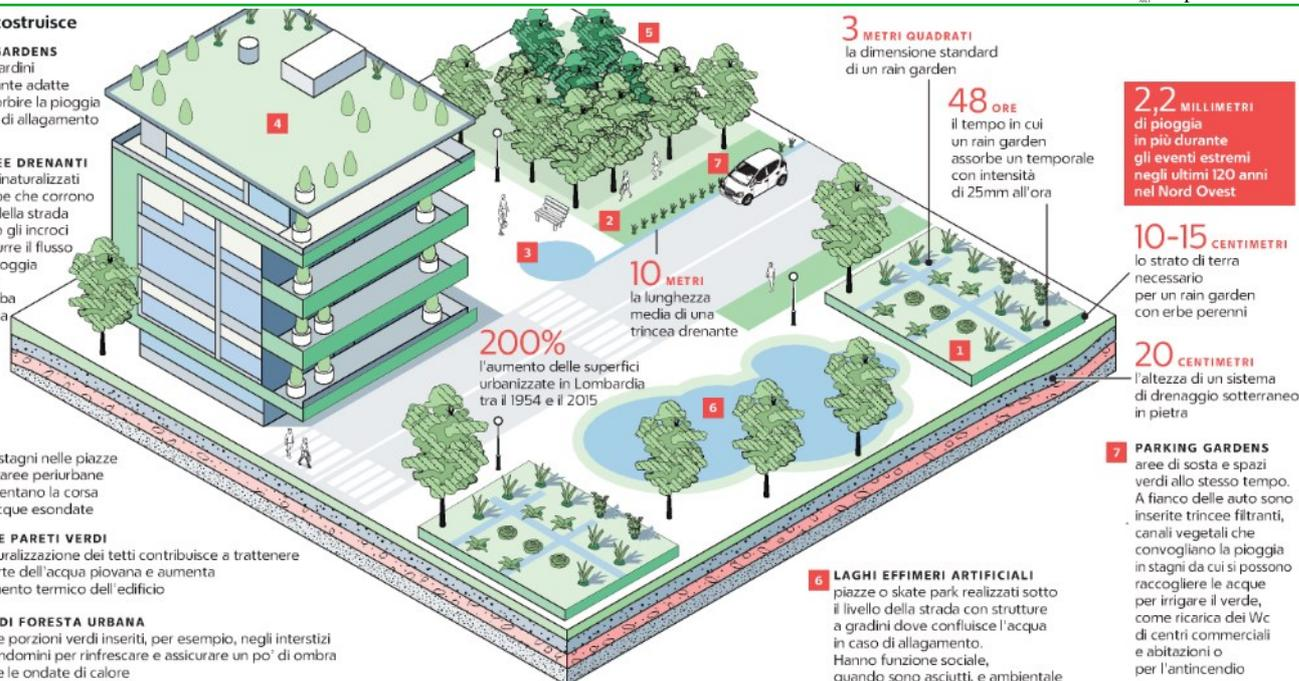 costruisce
GARDENS
ardini
nte adatte
rbire la pioggia
di allagamento
EE DRENANTI
inaturalizzati
be che corrono
della strada
o gli incroci
urre il flusso
oggia
ba
a
stagni nelle piazze
aree periurbane
entano la corsa
cque esondate
E PARETI VERDI
uralizzazione dei tetti contribuisce a trattenere
rte dell'acqua piovana e aumenta
ento termico dell'edificio
DI FORESTA URBANA
e porzioni verdi inseriti, per esempio, negli interstizi
ndomini per rinfrescare e assicurare un po' di ombra
e le ondate di calore
4
5
7
2
3
1
6
3 METRI QUADRATI
la dimensione standard
di un rain garden
48 ORE
il tempo in cui
un rain garden
assorbe un temporale
con intensità
di 25mm all'ora
2,2 MILLIMETRI
di pioggia
in più durante
gli eventi estremi
negli ultimi 120 anni
nel Nord Ovest
10-15 CENTIMETRI
lo strato di terra
necessario
per un rain garden
con erbe perenni
10 METRI
la lunghezza
media di una
trincea drenante
200%
l'aumento delle superfici
urbanizzate in Lombardia
tra il 1954 e il 2015
20 CENTIMETRI
l'altezza di un sistema
di drenaggio sotterraneo
in pietra
7 PARKING GARDENS
aree di sosta e spazi
verdi allo stesso tempo.
A fianco delle auto sono
inserite trincee filtranti,
canali vegetali che
convogliano la pioggia
in stagni da cui si possono
raccogliere le acque
per irrigare il verde,
come ricarica dei Wc
di centri commerciali
e abitazioni o
per l'antincendio
6 LAGHI EFFIMERI ARTIFICIALI
piazze o skate park realizzati sotto
il livello della strada con strutture
a gradini dove confluisce l'acqua
in caso di allagamento.
Hanno funzione sociale,
quando sono asciutti, e ambientale